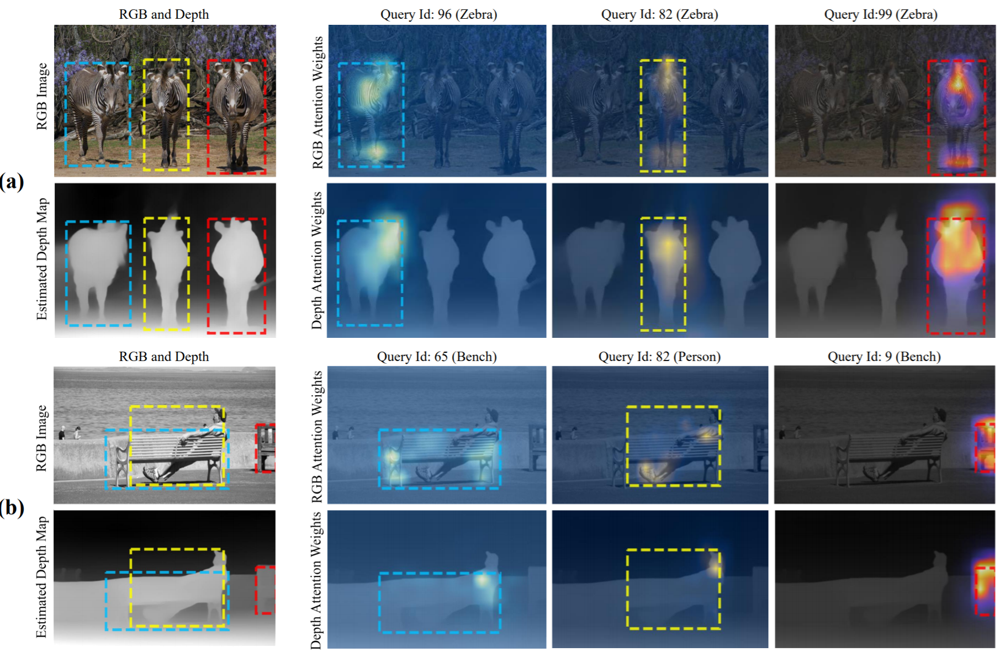 RGB and Depth
Query Id: 96 (Zebra)
Query Id: 82 (Zebra)
Query Id:99 (Zebra)
(a)
RGB Image
RGB Attention Weights
Estimated Depth Map
Depth Attention Weights
RGB and Depth
Query Id: 65 (Bench)
Query Id: 82 (Person)
Query Id: 9 (Bench)
(b)
RGB Image
RGB Attention Weights
Estimated Depth Map
Depth Attention Weights